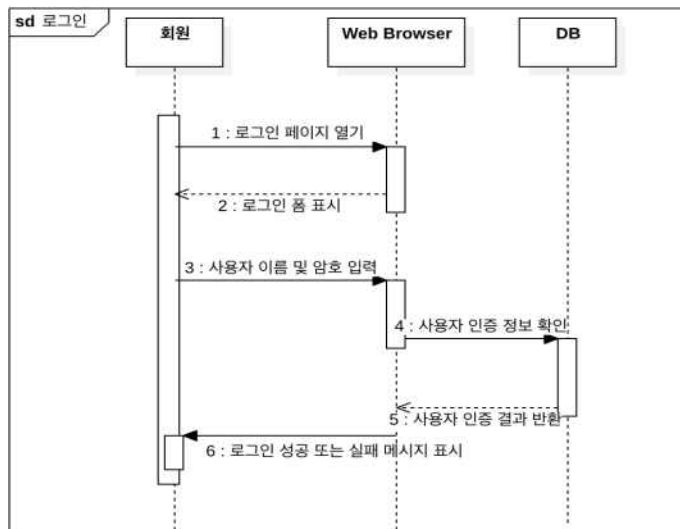 sd 로그인
회원
Web Browser
DB
1 : 로그인 페이지 열기
2 : 로그인 폼 표시
3 : 사용자 이름 및 암호 입력
4 : 사용자 인증 정보 확인
5 : 사용자 인증 결과 반환
6 : 로그인 성공 또는 실패 메시지 표시